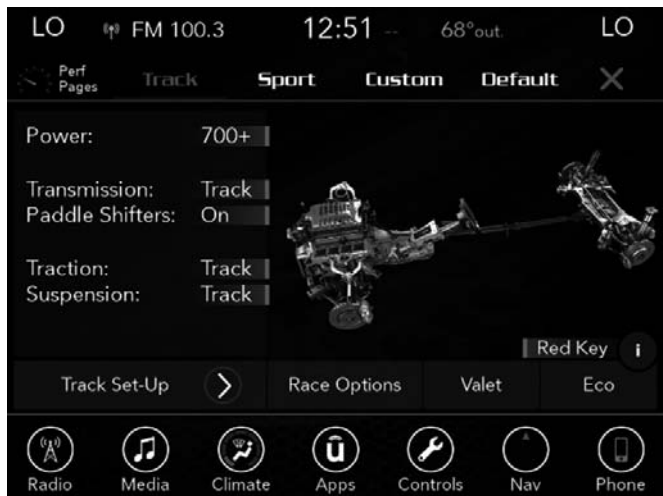 LO FM 100.3 12:51 -- 68°out. LO
Perf Pages Track Sport Custom Default
Power: 700+
Transmission: Track
Paddle Shifters: On
Traction: Track
Suspension: Track
Red Key i
Track Set-Up Race Options Valet Eco
Radio Media Climate Apps Controls Nav Phone